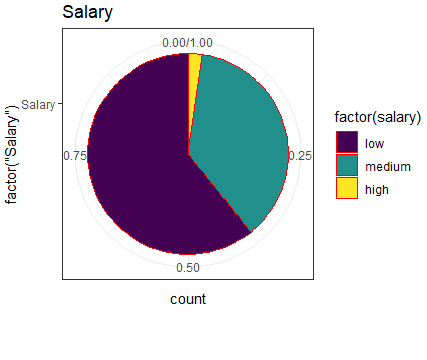 Salary
0.00/1.00
Salary
0.75
0.25
0.50
factor("Salary")
count
factor(salary)
low
medium
high